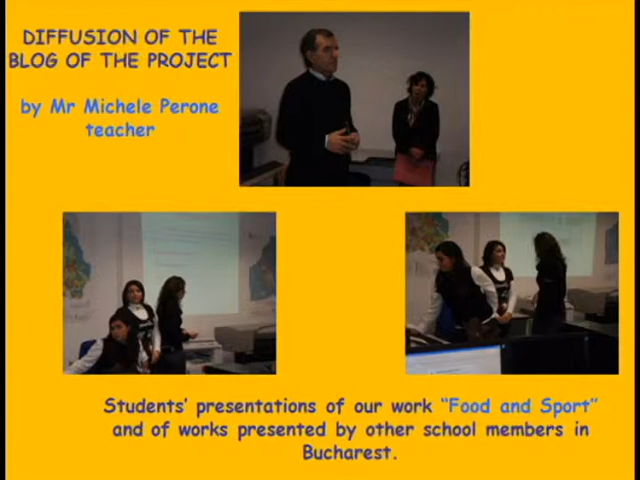 DIFFUSION OF THE
BLOG OF THE PROJECT
by Mr Michele Perone
teacher
Students' presentations of our work "Food and Sport"
and of works presented by other school members in
Bucharest.